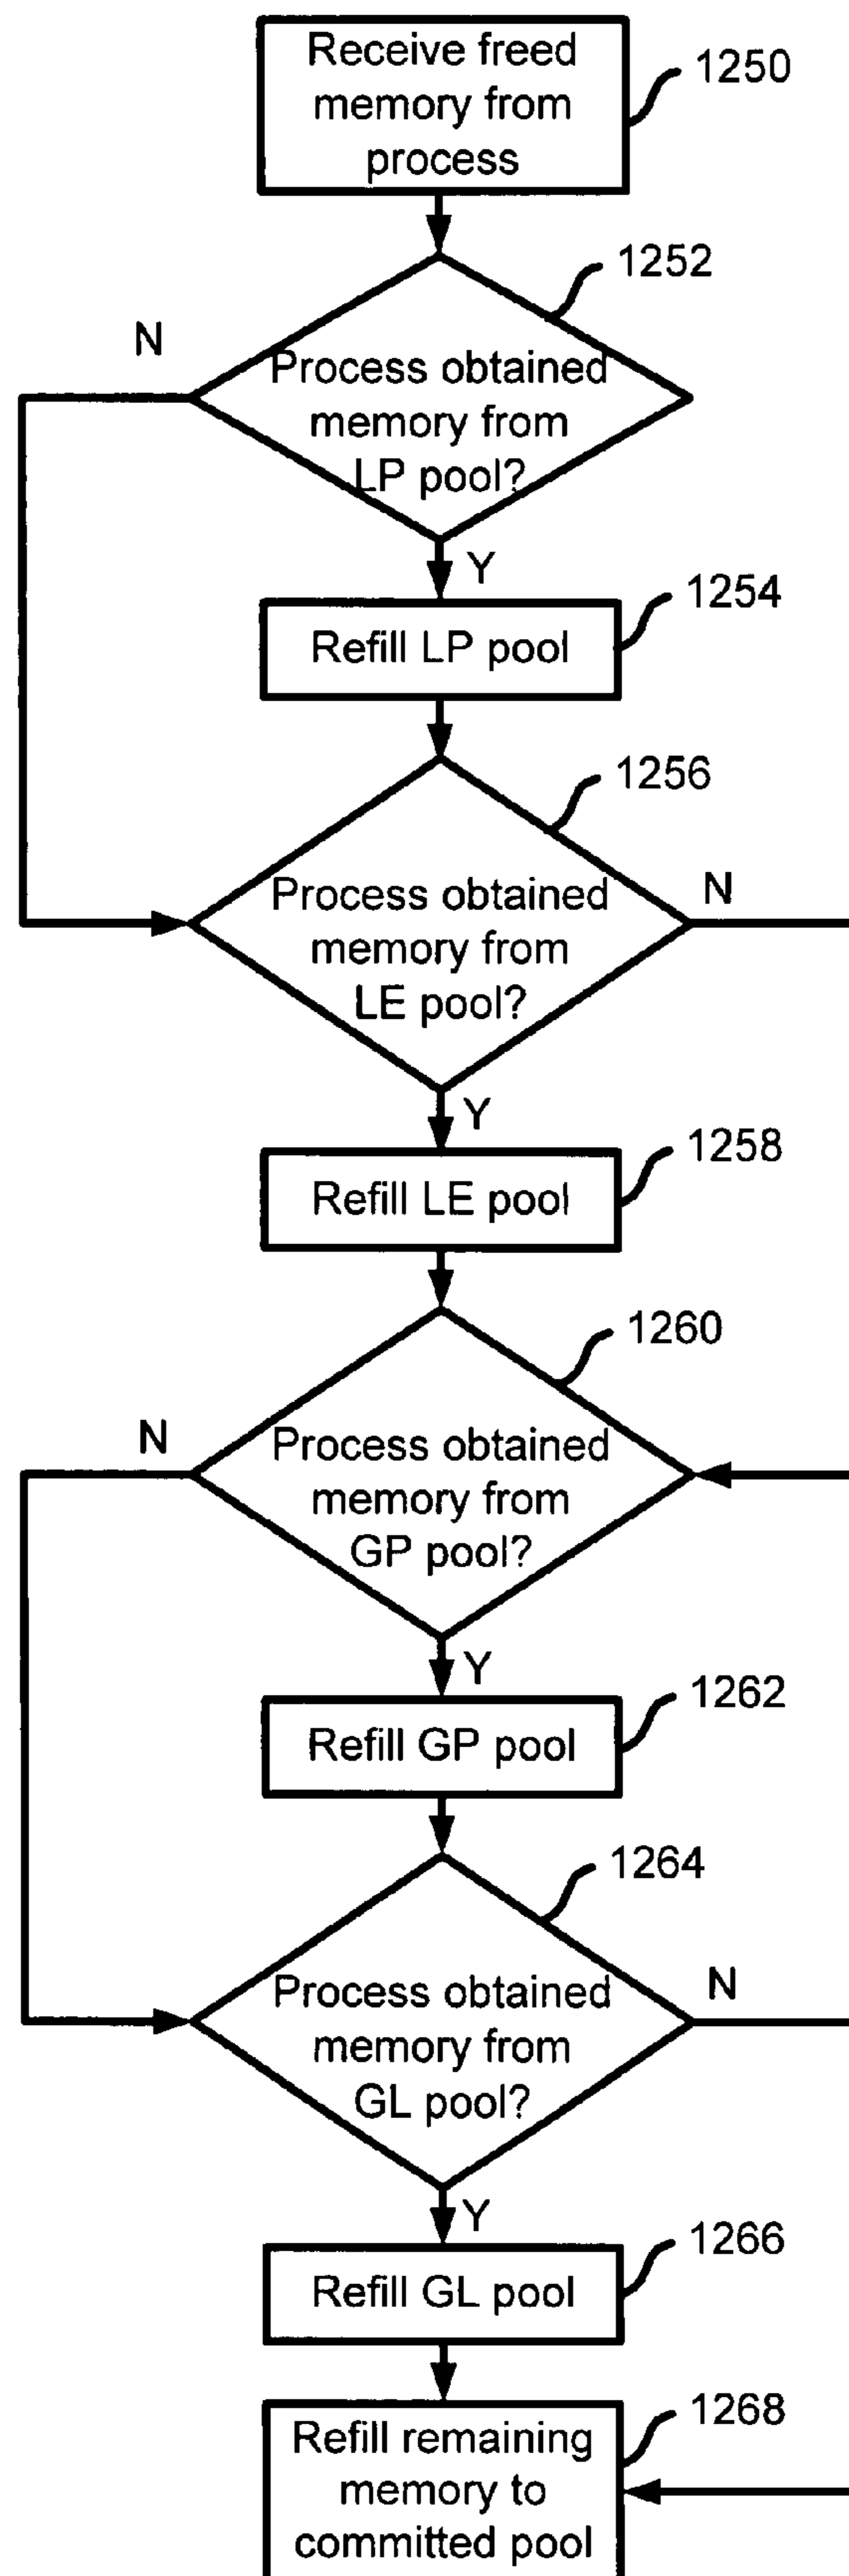 Receive freed
memory from
process
1250
1252
N
Process obtained
memory from
LP pool?
Y
1254
Refill LP pool
1256
Process obtained
memory from
LE pool?
N
Y
1258
Refill LE pool
1260
N
Process obtained
memory from
GP pool?
Y
1262
Refill GP pool
1264
Process obtained
memory from
GL pool?
N
Y
1266
Refill GL pool
1268
Refill remaining
memory to
committed pool